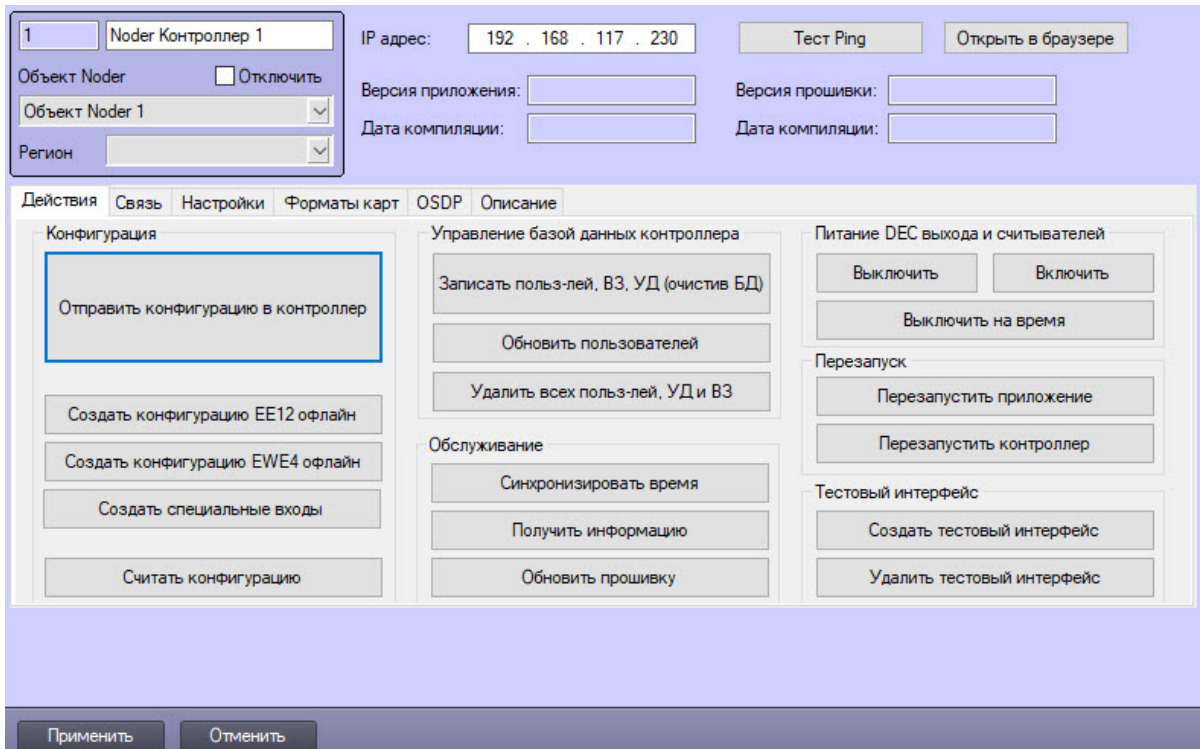 1
Noder Контроллер 1
Объект Noder
Отключить
Объект Noder 1
Регион
IP адрес:
192 . 168 . 117 . 230
Тест Ping
Открыть в браузере
Версия приложения:
Версия прошивки:
Дата компиляции:
Дата компиляции:
Действия
Связь
Настройки
Форматы карт
OSDP
Описание
Конфигурация
Отправить конфигурацию в контроллер
Создать конфигурацию EE12 офлайн
Создать конфигурацию EWE4 офлайн
Создать специальные входы
Считать конфигурацию
Управление базой данных контроллера
Записать польз-лей, ВЗ, УД (очистив БД)
Обновить пользователей
Удалить всех польз-лей, УД и ВЗ
Обслуживание
Синхронизировать время
Получить информацию
Обновить прошивку
Питание DEC выхода и считывателей
Выключить
Включить
Выключить на время
Перезапуск
Перезапустить приложение
Перезапустить контроллер
Тестовый интерфейс
Создать тестовый интерфейс
Удалить тестовый интерфейс
Применить
Отменить